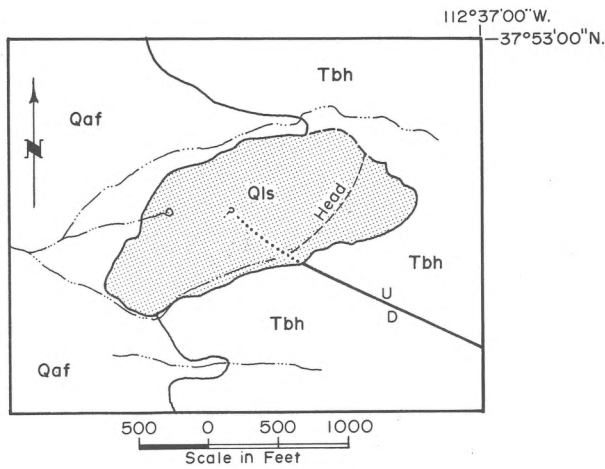 112°37'00"W.
37°53'00"N.
Tbh
Qaf
N
Qls
?
Head
Tbh
U
D
Tbh
Qaf
500 0 500 1000
Scale in Feet